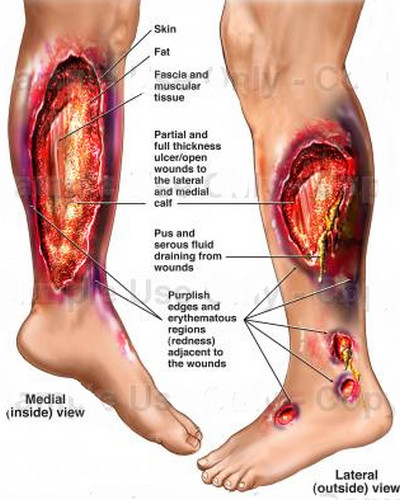 Skin
Fat
Fascia and
muscular
tissue
Partial and
full thickness
ulcer/open
wounds to
the lateral
and medial
calf
Pus and
serous fluid
draining from
wounds
Purplish
edges and
erythematous
regions
(redness)
adjacent to
the wounds
Medial
(inside) view
Lateral
(outside) view